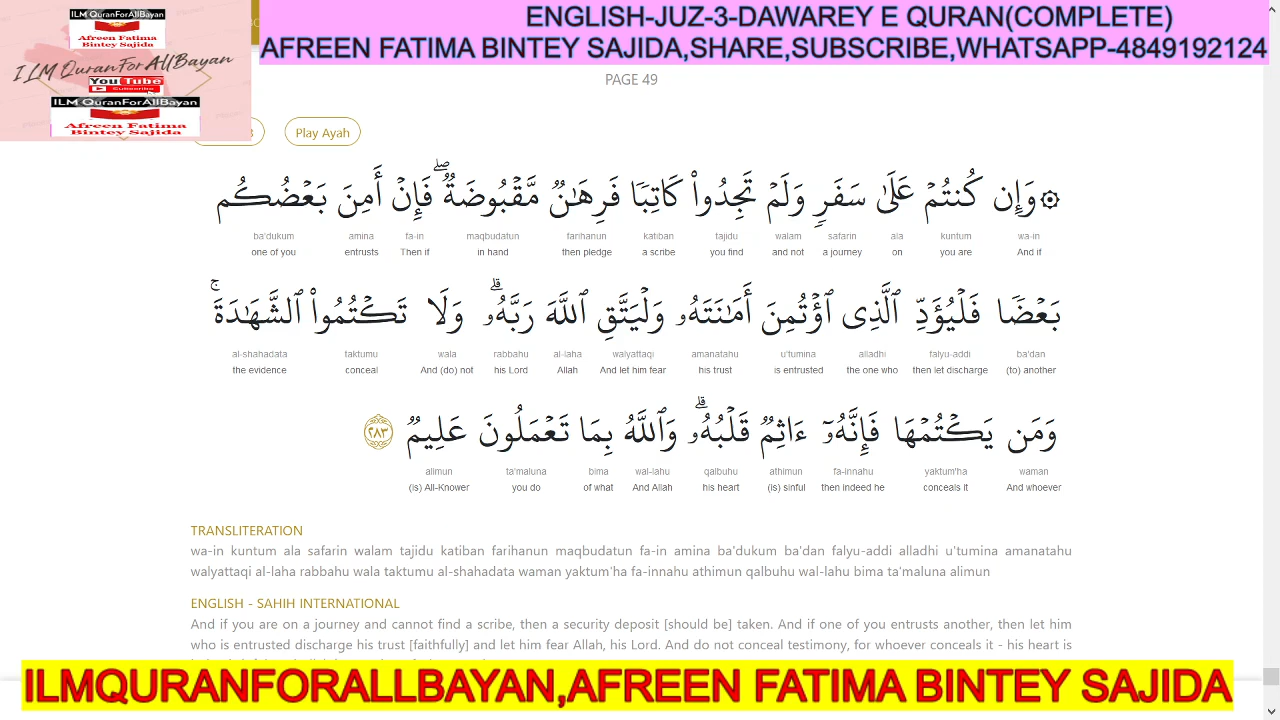 ENGLISH-JUZ-3-DAWAREY E QURAN(COMPLETE)
AFREEN FATIMA BINTEY SAJIDA,SHARE,SUBSCRIBE,WHATSAPP-4849192124
ILM QuranForAllBayan
Afreen Fatima
Bintey Sajida
ILM QuranForAllBayan
YouTube
Subscribe
ILM QuranForAllBayan
Afreen Fatima
Bintey Sajida
PAGE 49
Play Ayah
۞ وَإِن كُنتُمْ عَلَىٰ سَفَرٍ وَلَمْ تَجِدُوا۟ كَاتِبًا فَرِهَـٰنٌ مَّقْبُوضَةٌ ۖ فَإِنْ أَمِنَ بَعْضُكُم
wa-in kuntum ala safarin walam tajidu katiban farihanun maqbudatun fa-in amina ba'dukum
And if you are on a journey and not you find a scribe then pledge in hand Then if entrusts one of you
بَعْضًا فَلْيُؤَدِّ ٱلَّذِى ٱؤْتُمِنَ أَمَـٰنَتَهُۥ وَلْيَتَّقِ ٱللَّهَ رَبَّهُۥ ۗ وَلَا تَكْتُمُوا۟ ٱلشَّهَـٰدَةَ ۚ
ba'dan falyu-addi alladhi u'tumina amanatahu walyattaqi al-laha rabbahu wala taktumu al-shahadata
(to) another then let discharge the one who is entrusted his trust And let him fear Allah his Lord And (do) not conceal the evidence
وَمَن يَكْتُمْهَا فَإِنَّهُۥٓ ءَاثِمٌ قَلْبُهُۥ ۗ وَٱللَّهُ بِمَا تَعْمَلُونَ عَلِيمٌ ٢٨٣
waman yaktum'ha fa-innahu athimun qalbuhu wal-lahu bima ta'maluna alimun
And whoever conceals it then indeed he (is) sinful his heart And Allah of what you do (is) All-Knower
TRANSLITERATION
wa-in kuntum ala safarin walam tajidu katiban farihanun maqbudatun fa-in amina ba'dukum ba'dan falyu-addi alladhi u'tumina amanatahu
walyattaqi al-laha rabbahu wala taktumu al-shahadata waman yaktum'ha fa-innahu athimun qalbuhu wal-lahu bima ta'maluna alimun
ENGLISH - SAHIH INTERNATIONAL
And if you are on a journey and cannot find a scribe, then a security deposit [should be] taken. And if one of you entrusts another, then let him
who is entrusted discharge his trust [faithfully] and let him fear Allah, his Lord. And do not conceal testimony, for whoever conceals it - his heart is
ILMQURANFORALLBAYAN,AFREEN FATIMA BINTEY SAJIDA